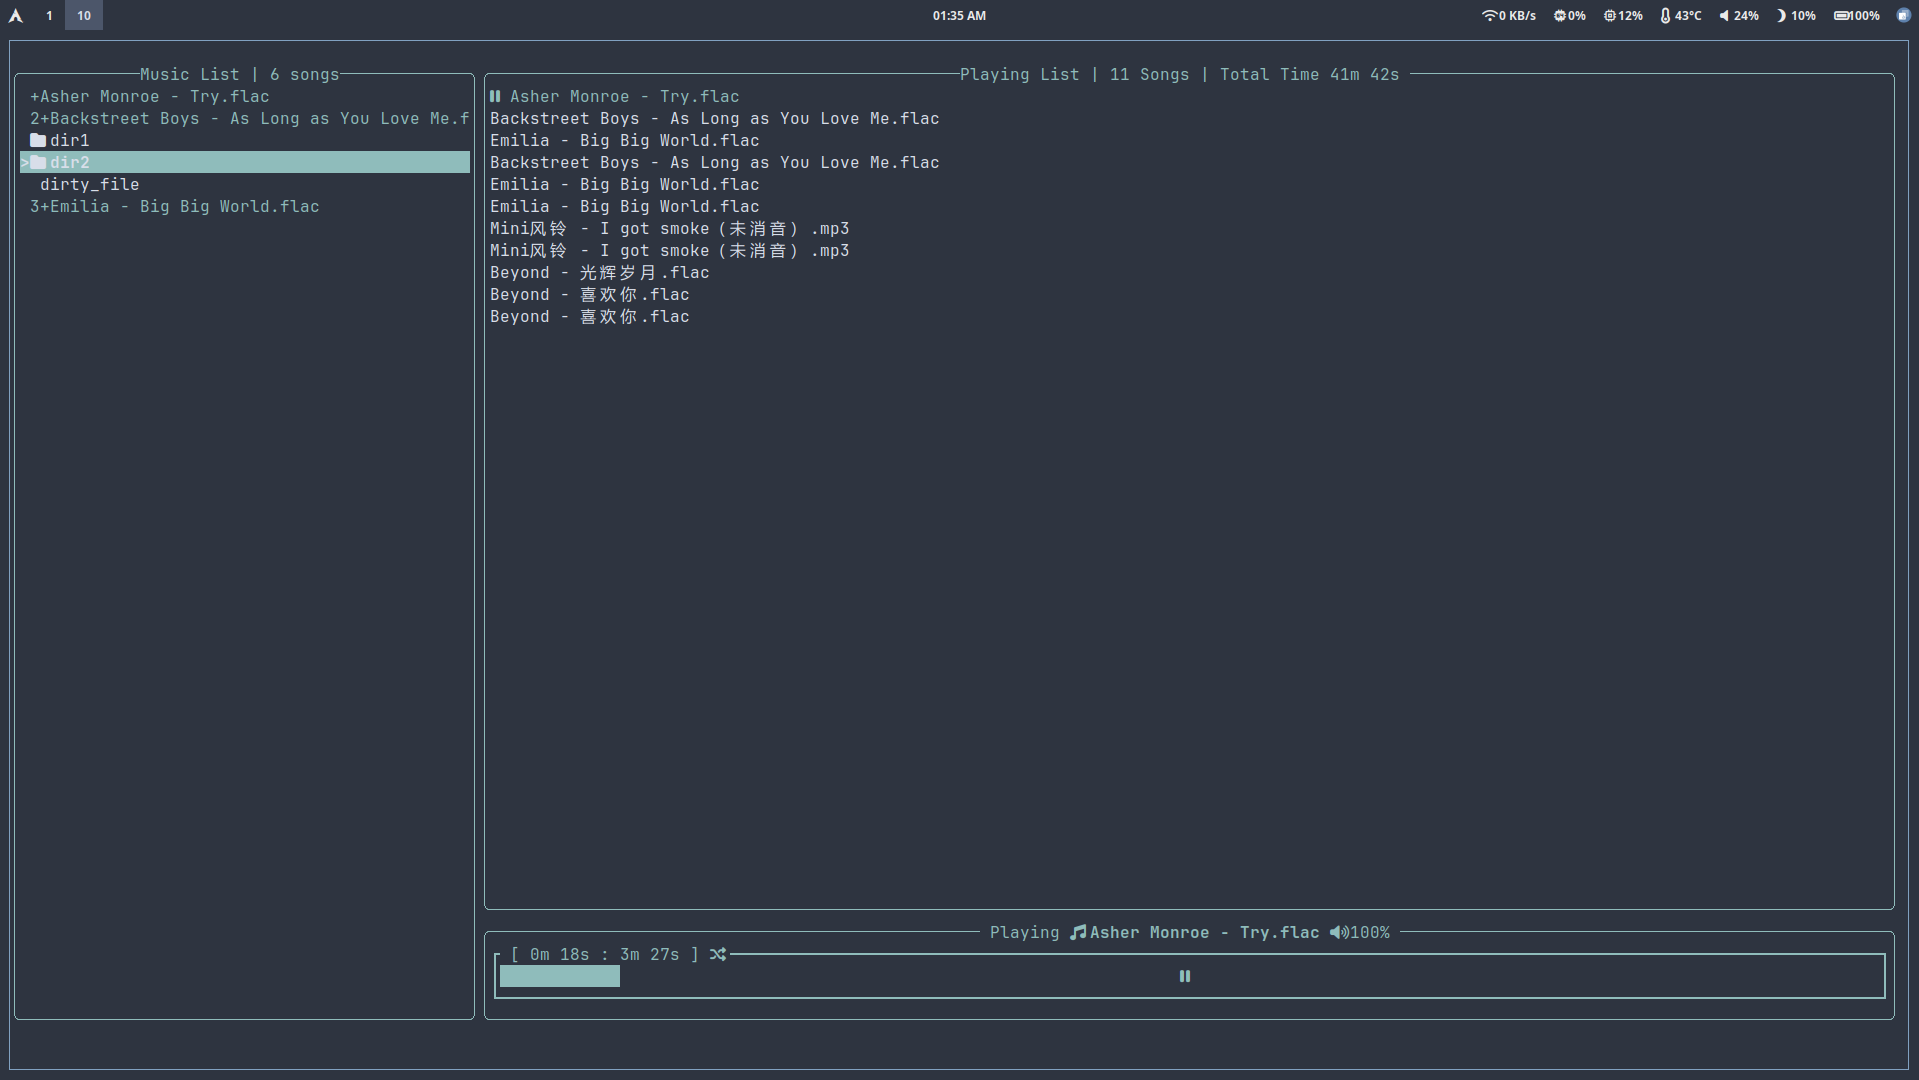 1 10 01:35 AM 0 KB/s 0% 12% 43°C 24% 10% 100%
Music List | 6 songs
+Asher Monroe - Try.flac
2+Backstreet Boys - As Long as You Love Me.f
dir1
>dir2
dirty_file
3+Emilia - Big Big World.flac
Playing List | 11 Songs | Total Time 41m 42s
Asher Monroe - Try.flac
Backstreet Boys - As Long as You Love Me.flac
Emilia - Big Big World.flac
Backstreet Boys - As Long as You Love Me.flac
Emilia - Big Big World.flac
Emilia - Big Big World.flac
Mini风铃 - I got smoke（未消音）.mp3
Mini风铃 - I got smoke（未消音）.mp3
Beyond - 光辉岁月.flac
Beyond - 喜欢你.flac
Beyond - 喜欢你.flac
Playing Asher Monroe - Try.flac 100%
[ 0m 18s : 3m 27s ]